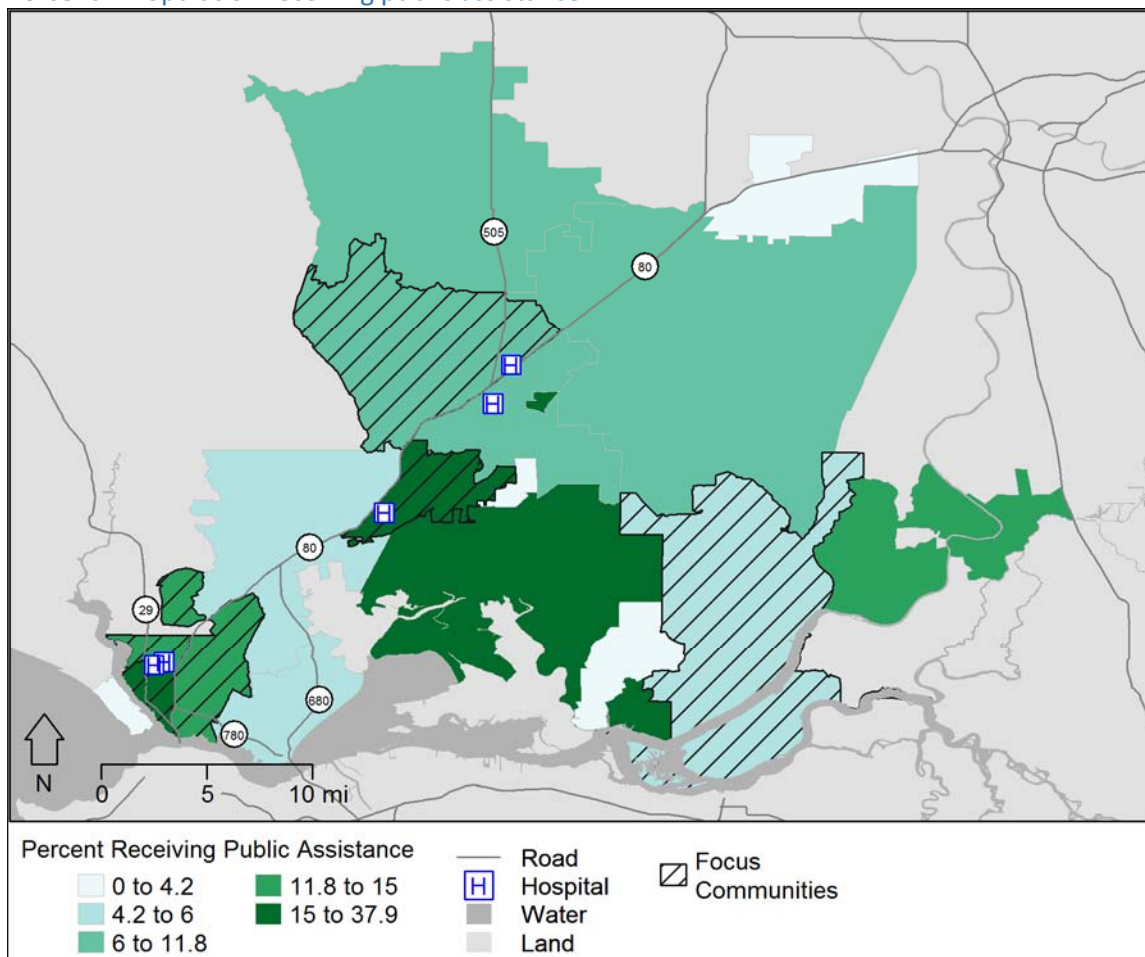 505
80
80
29
680
780
N
0 5 10 mi
Percent Receiving Public Assistance
0 to 4.2
4.2 to 6
6 to 11.8
11.8 to 15
15 to 37.9
Road
H Hospital
Water
Land
Focus
Communities